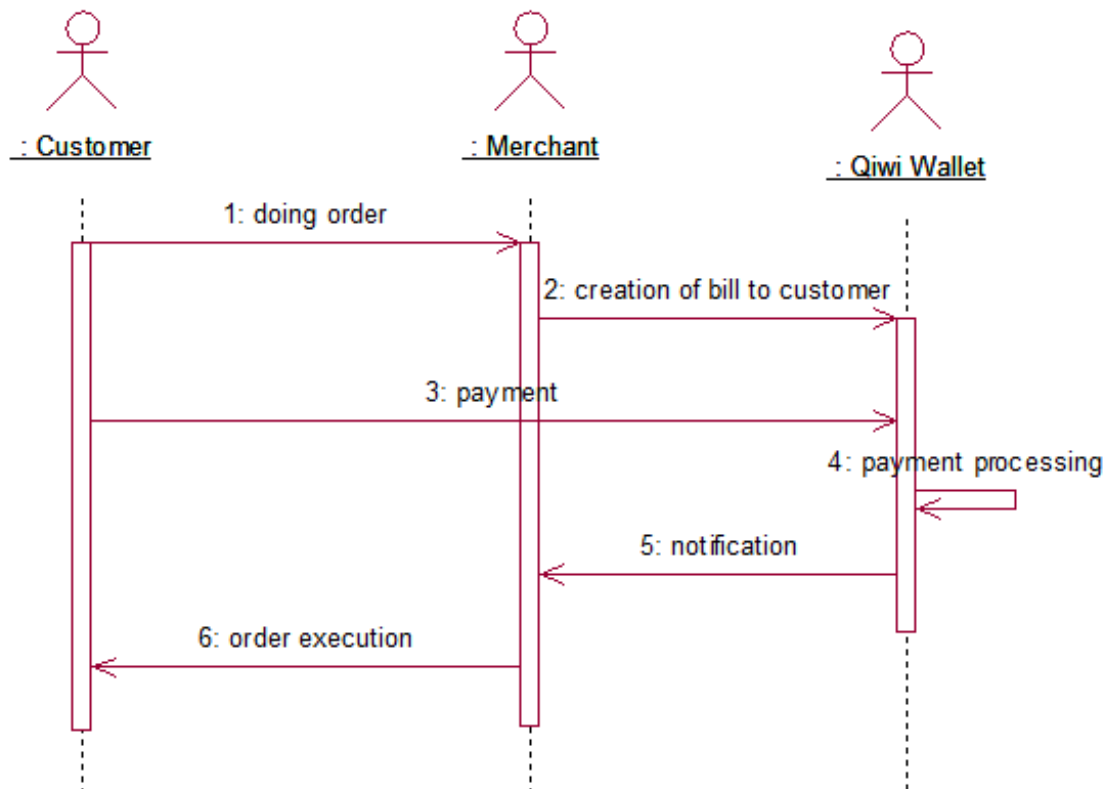 _: Customer
_: Merchant
_: Qiwi Wallet
1: doing order
2: creation of bill to customer
3: payment
4: payment processing
5: notification
6: order execution